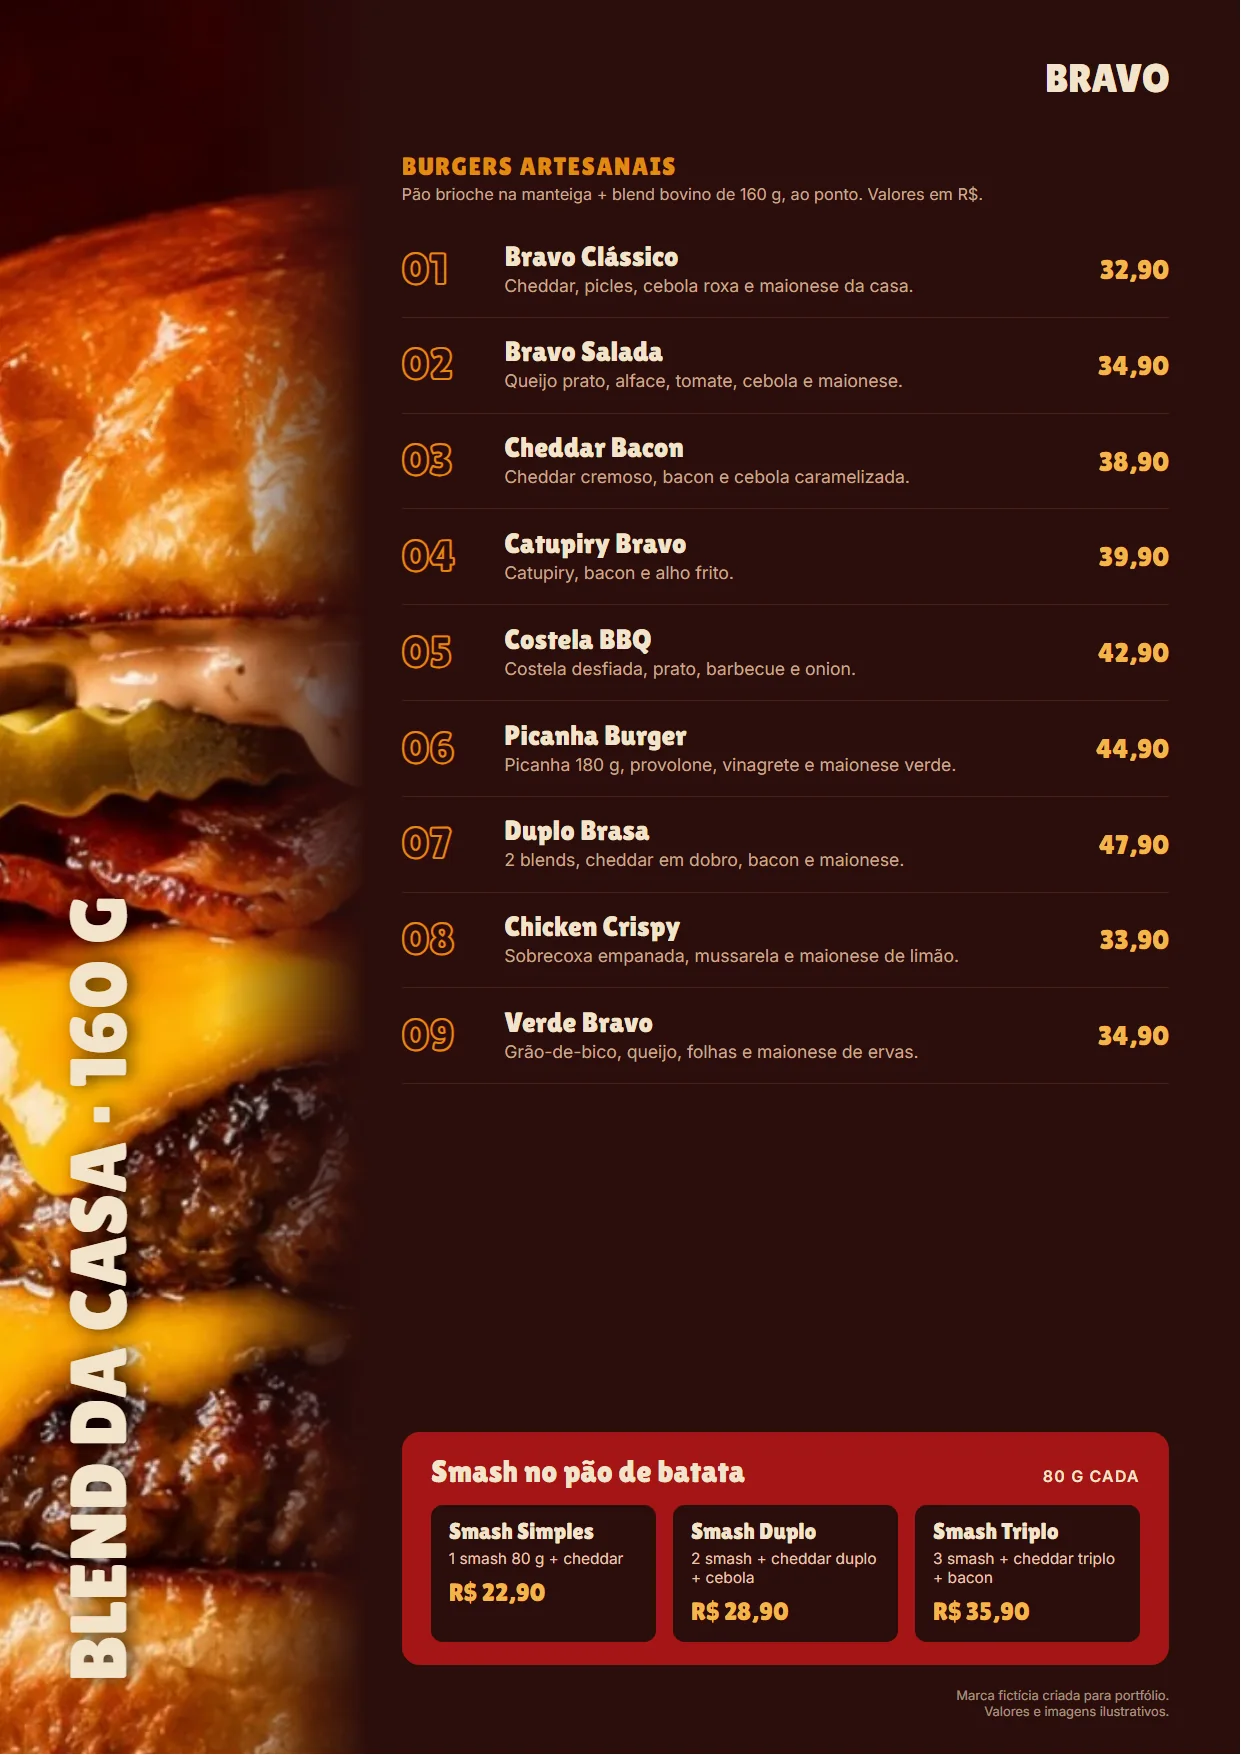 BRAVO
BURGERS ARTESANAIS
Pão brioche na manteiga + blend bovino de 160 g, ao ponto. Valores em R$.
01 Bravo Clássico 32,90
Cheddar, picles, cebola roxa e maionese da casa.
02 Bravo Salada 34,90
Queijo prato, alface, tomate, cebola e maionese.
03 Cheddar Bacon 38,90
Cheddar cremoso, bacon e cebola caramelizada.
04 Catupiry Bravo 39,90
Catupiry, bacon e alho frito.
05 Costela BBQ 42,90
Costela desfiada, prato, barbecue e onion.
06 Picanha Burger 44,90
Picanha 180 g, provolone, vinagrete e maionese verde.
07 Duplo Brasa 47,90
2 blends, cheddar em dobro, bacon e maionese.
08 Chicken Crispy 33,90
Sobrecoxa empanada, mussarela e maionese de limão.
09 Verde Bravo 34,90
Grão-de-bico, queijo, folhas e maionese de ervas.
BLEND DA CASA · 160 G
Smash no pão de batata 80 G CADA
Smash Simples
1 smash 80 g + cheddar
R$ 22,90
Smash Duplo
2 smash + cheddar duplo
+ cebola
R$ 28,90
Smash Triplo
3 smash + cheddar triplo
+ bacon
R$ 35,90
Marca fictícia criada para portfólio.
Valores e imagens ilustrativos.